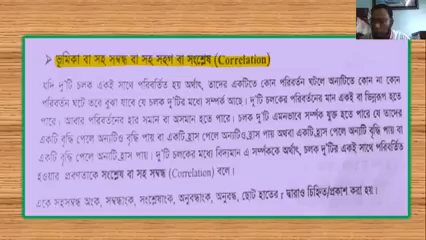 ➤ ভূমিকা বা সহ সম্বন্ধ বা সহ সহগ বা সংশ্লেষ (Correlation)
যদি দু'টি চলক একই সাথে পরিবর্তিত হয় অর্থাৎ, তাদের একটিতে কোন পরিবর্তন ঘটলে অন্যটিতে কোন না কোন
পরিবর্তন ঘটে তবে বুঝা যাবে যে চলক দু'টির মধ্যে সম্পর্ক আছে। দু'টি চলকের পরিবর্তনের মান একই বা ভিন্নরূপ হতে
পারে। আবার পরিবর্তনের হার সমান বা অসমান হতে পারে। চলক দু'টি এমনভাবে সম্পর্ক যুক্ত হতে পারে যে তাদের
একটি বৃদ্ধি পেলে অন্যটিও বৃদ্ধি পায় বা একটি হ্রাস পেলে অন্যটিও হ্রাস পায় অথবা একটি হ্রাস পেলে অন্যটি বৃদ্ধি পায় বা
একটি বৃদ্ধি পেলে অন্যটি হ্রাস পায়। দু'টি চলকের মধ্যে বিদ্যমান এ সম্পর্ককে অর্থাৎ, চলক দু'টির একই সাথে পরিবর্তিত
হওয়ার প্রবণতাকে সংশ্লেষ বা সহ সম্বন্ধ (Correlation) বলে।
একে সহসম্বন্ধ অংক, সম্বন্ধাংক, সংশ্লেষাংক, অনুবন্ধাংক, অনুবন্ধ, ছোট হাতের r দ্বারাও চিহ্নিত/প্রকাশ করা হয়।